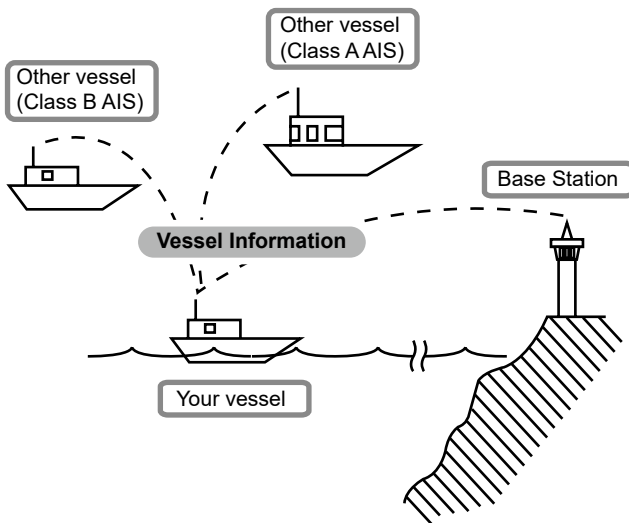 Other vessel
(Class A AIS)
Other vessel
(Class B AIS)
Base Station
Vessel Information
Your vessel